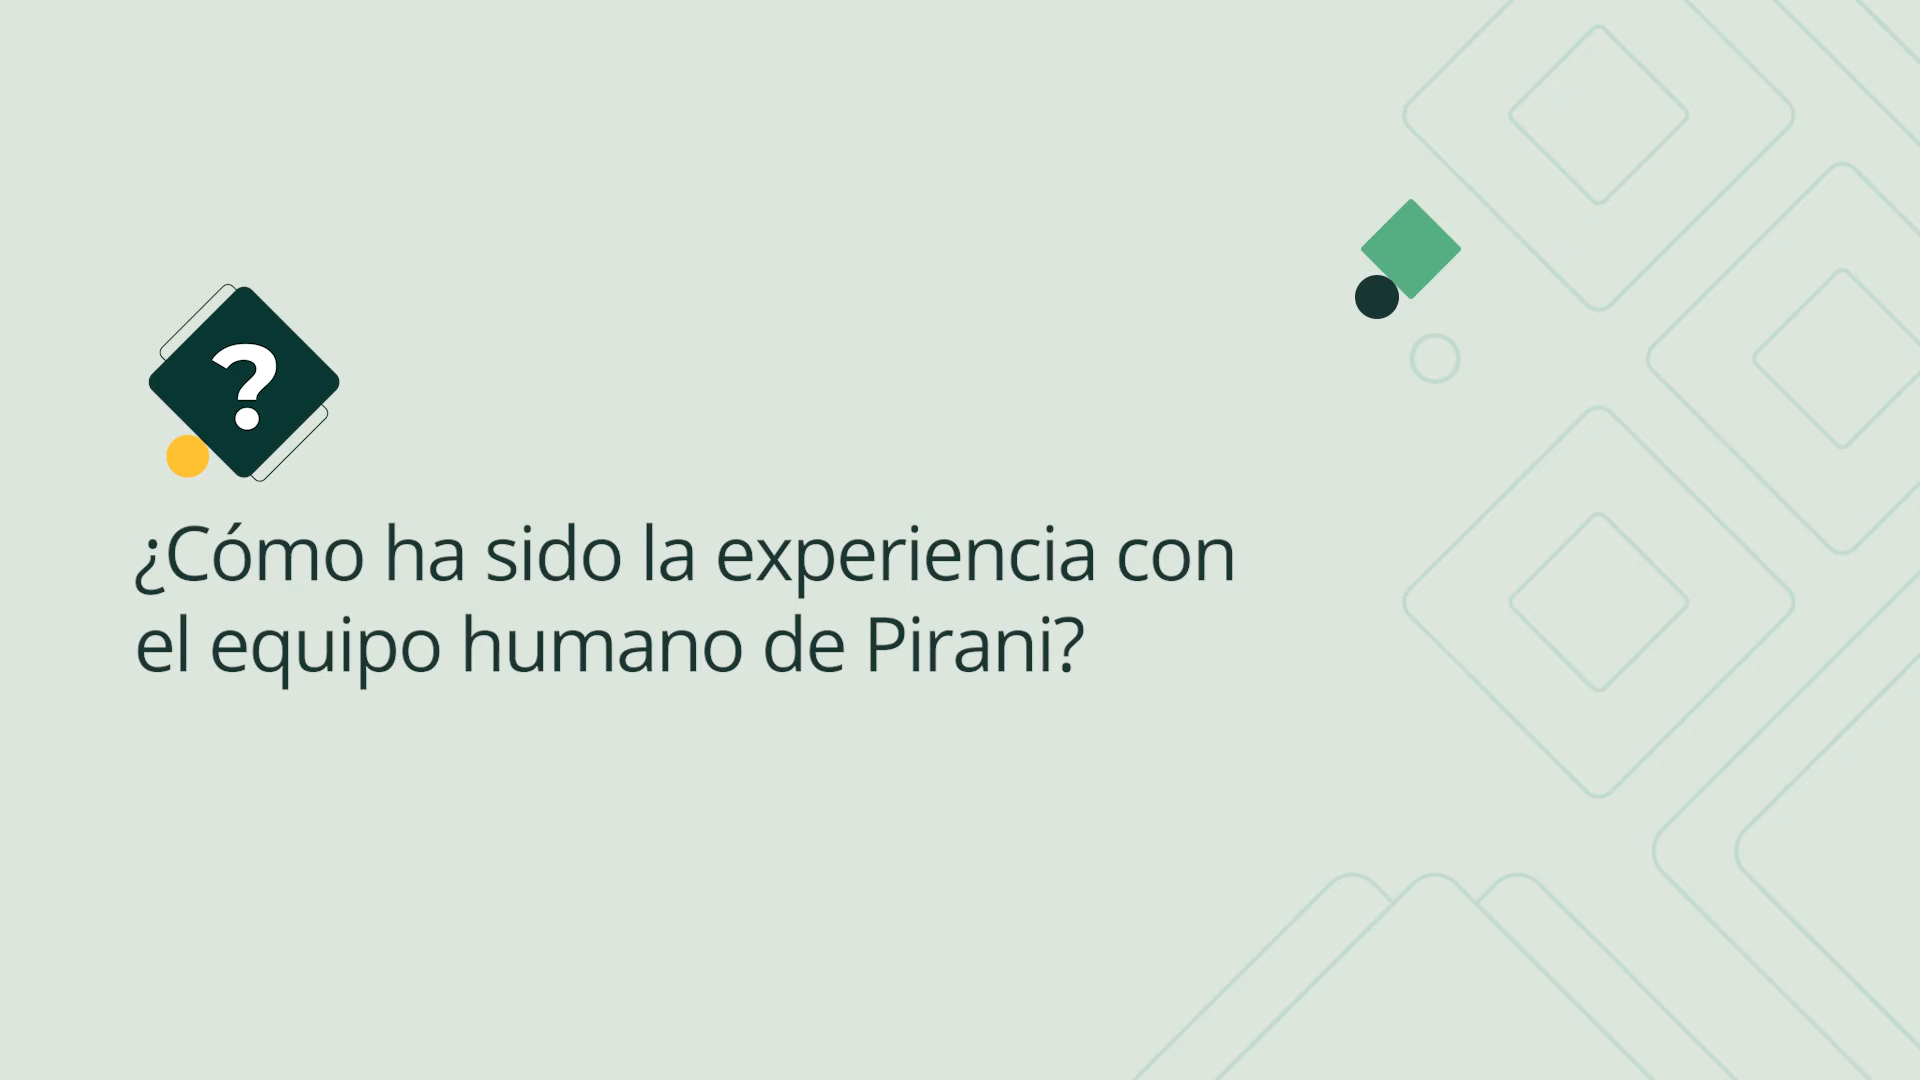 ?
¿Cómo ha sido la experiencia con
el equipo humano de Pirani?